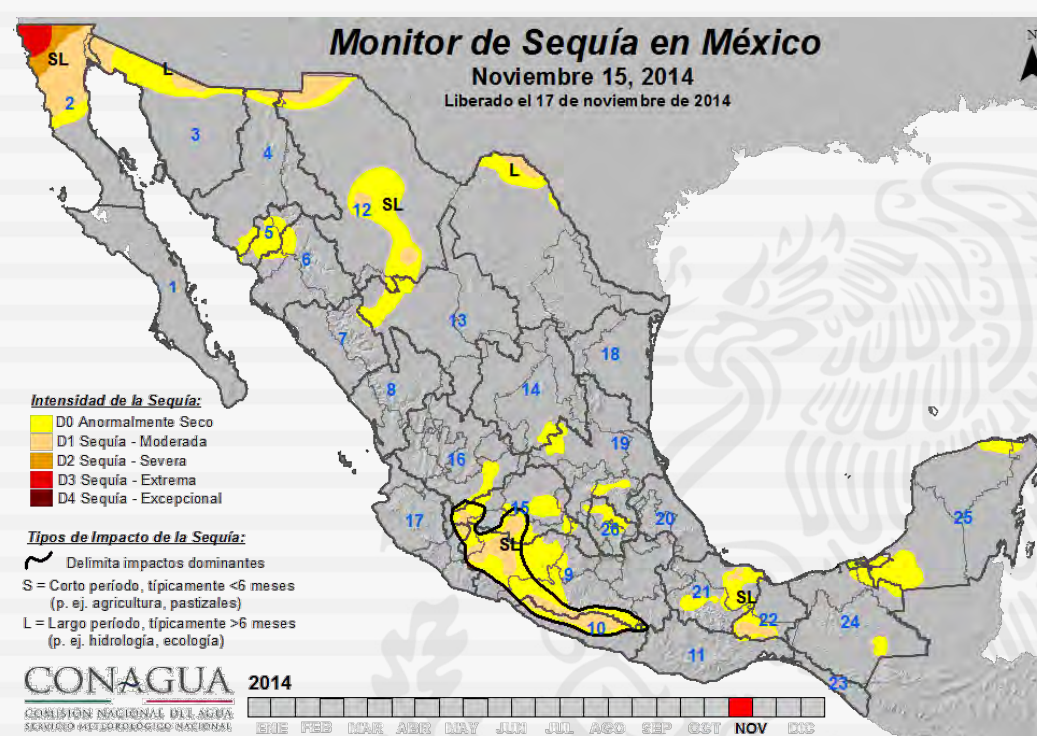 Monitor de Sequía en México
Noviembre 15, 2014
Liberado el 17 de noviembre de 2014
N
SL
L
2
3
4
L
12
SL
5
6
1
13
7
18
8
14
19
16
15
17
26
20
25
SL
9
21
SL
22
24
10
11
23
Intensidad de la Sequía:
D0 Anormalmente Seco
D1 Sequía - Moderada
D2 Sequía - Severa
D3 Sequía - Extrema
D4 Sequía - Excepcional
Tipos de Impacto de la Sequía:
Delimita impactos dominantes
S = Corto período, típicamente <6 meses
(p. ej. agricultura, pastizales)
L = Largo período, típicamente >6 meses
(p. ej. hidrología, ecología)
CONAGUA
COMISIÓN NACIONAL DEL AGUA
SERVICIO METEOROLÓGICO NACIONAL
2014
ENE FEB MAR ABR MAY JUN JUL AGO SEP OCT NOV DIC